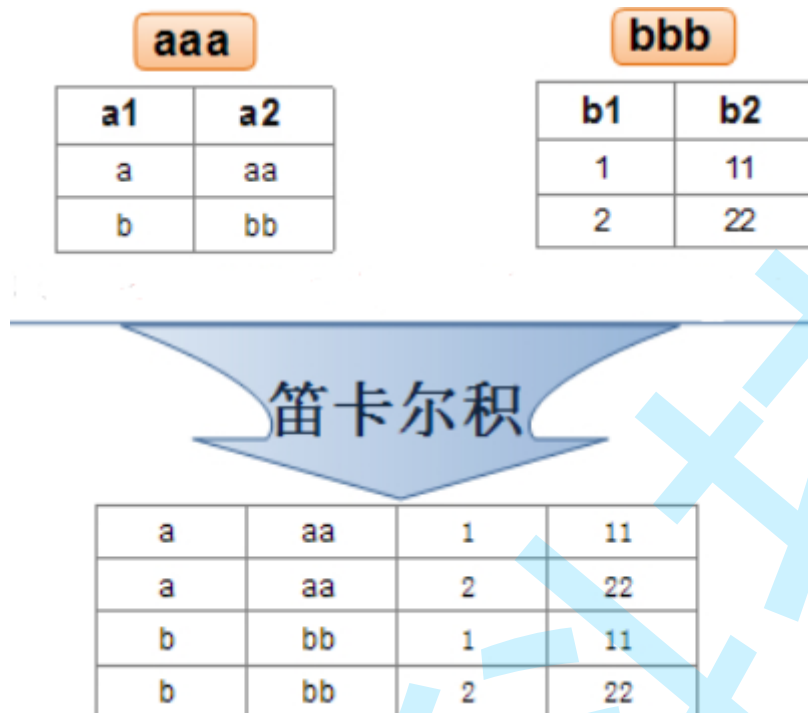 aaa bbb
a1 a2 b1 b2
a aa 1 11
b bb 2 22
笛卡尔积
a aa 1 11
a aa 2 22
b bb 1 11
b bb 2 22